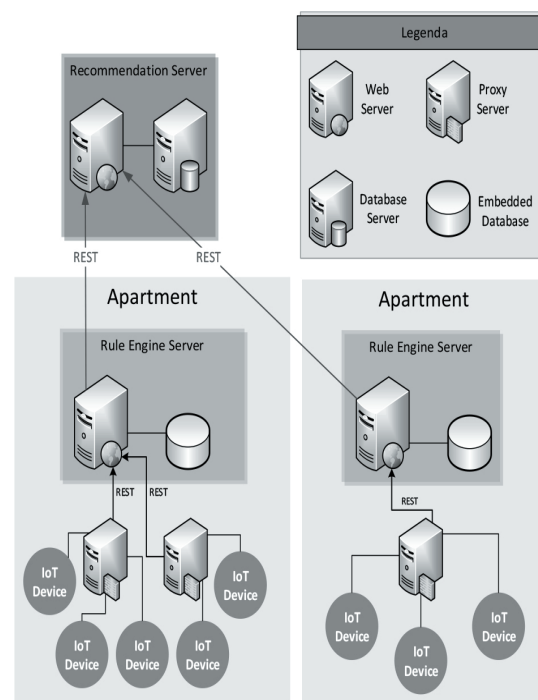 Recommendation Server
Legenda
Web
Server
Proxy
Server
Database
Server
Embedded
Database
REST
REST
Apartment
Rule Engine Server
REST
REST
IoT
Device
IoT
Device
IoT
Device
IoT
Device
IoT
Device
Apartment
Rule Engine Server
REST
IoT
Device
IoT
Device
IoT
Device